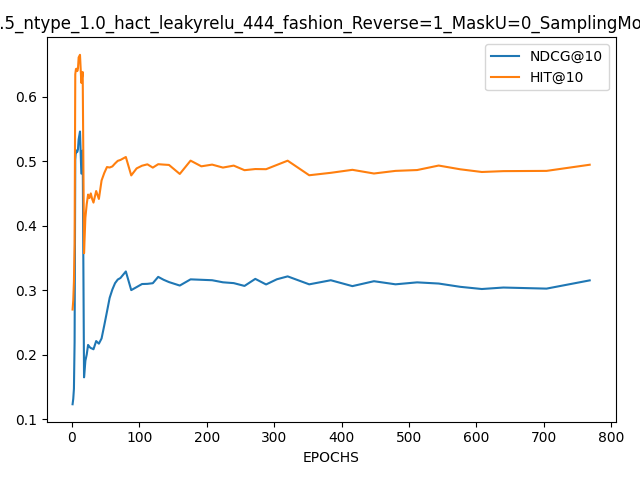 .5_ntype_1.0_hact_leakyrelu_444_fashion_Reverse=1_MaskU=0_SamplingMo
NDCG@10
HIT@10
0.6
0.5
0.4
0.3
0.2
0.1
0 100 200 300 400 500 600 700 800
EPOCHS